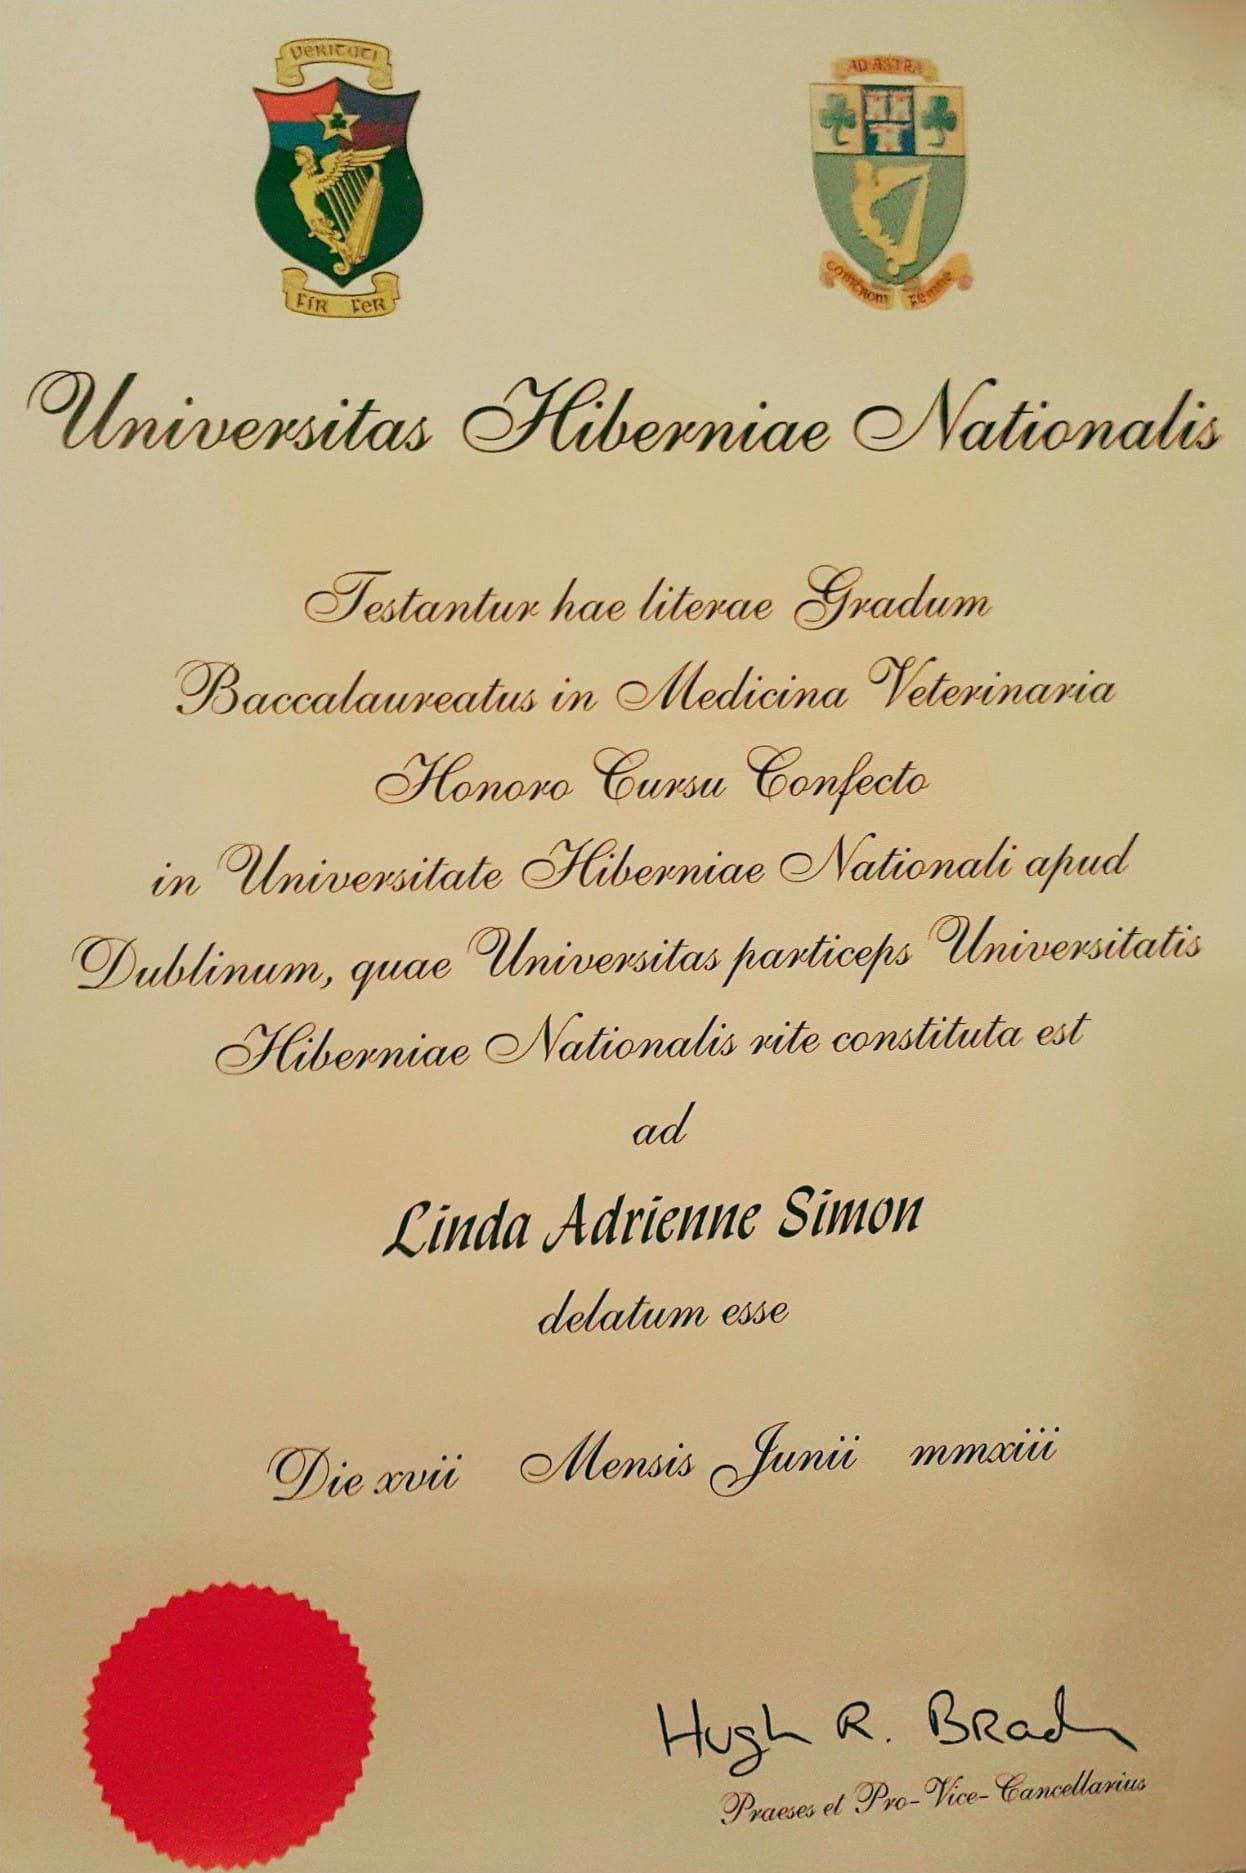 VERITATI
AD ASTRA
FÍR FER
COMTROM FÉINNE
Universitas Hiberniae Nationalis
Testantur hae literae Gradum
Baccalaureatus in Medicina Veterinaria
Honoro Cursu Confecto
in Universitate Hiberniae Nationali apud
Dublinum, quae Universitas particeps Universitatis
Hiberniae Nationalis rite constituta est
ad
Linda Adrienne Simon
delatum esse
Die xvii Mensis Junii mmxiii
Hugh R. Brady
Praeses et Pro-Vice-Cancellarius